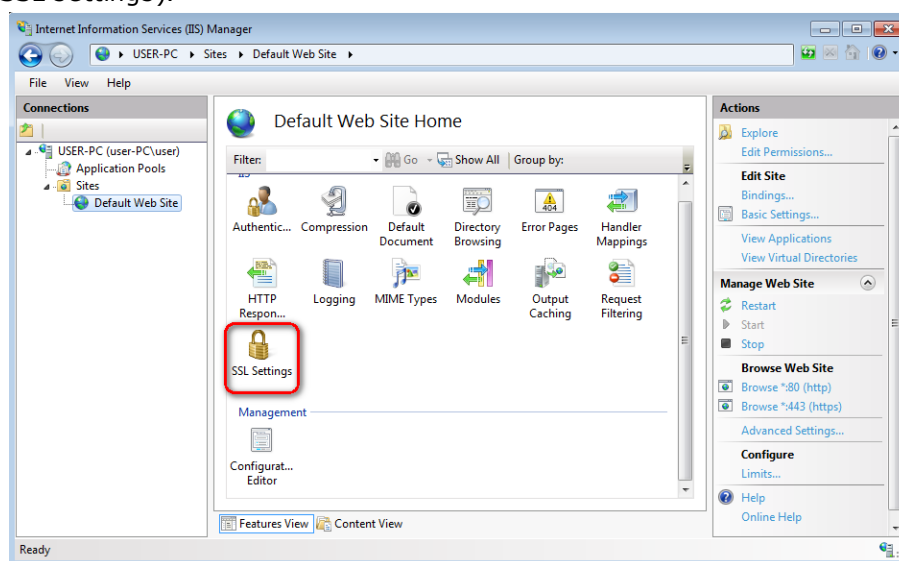 SSL settings).
Internet Information Services (IIS) Manager
USER-PC Sites Default Web Site
File View Help
Connections
USER-PC (user-PC\user)
Application Pools
Sites
Default Web Site
Default Web Site Home
Filter: Go Show All Group by:
IIS
Authentic... Compression Default Document Directory Browsing Error Pages Handler Mappings
404
HTTP Respon... Logging MIME Types Modules Output Caching Request Filtering
SSL Settings
Management
Configurat...
Editor
Features View Content View
Actions
Explore
Edit Permissions...
Edit Site
Bindings...
Basic Settings...
View Applications
View Virtual Directories
Manage Web Site
Restart
Start
Stop
Browse Web Site
Browse *:80 (http)
Browse *:443 (https)
Advanced Settings...
Configure
Limits...
Help
Online Help
Ready